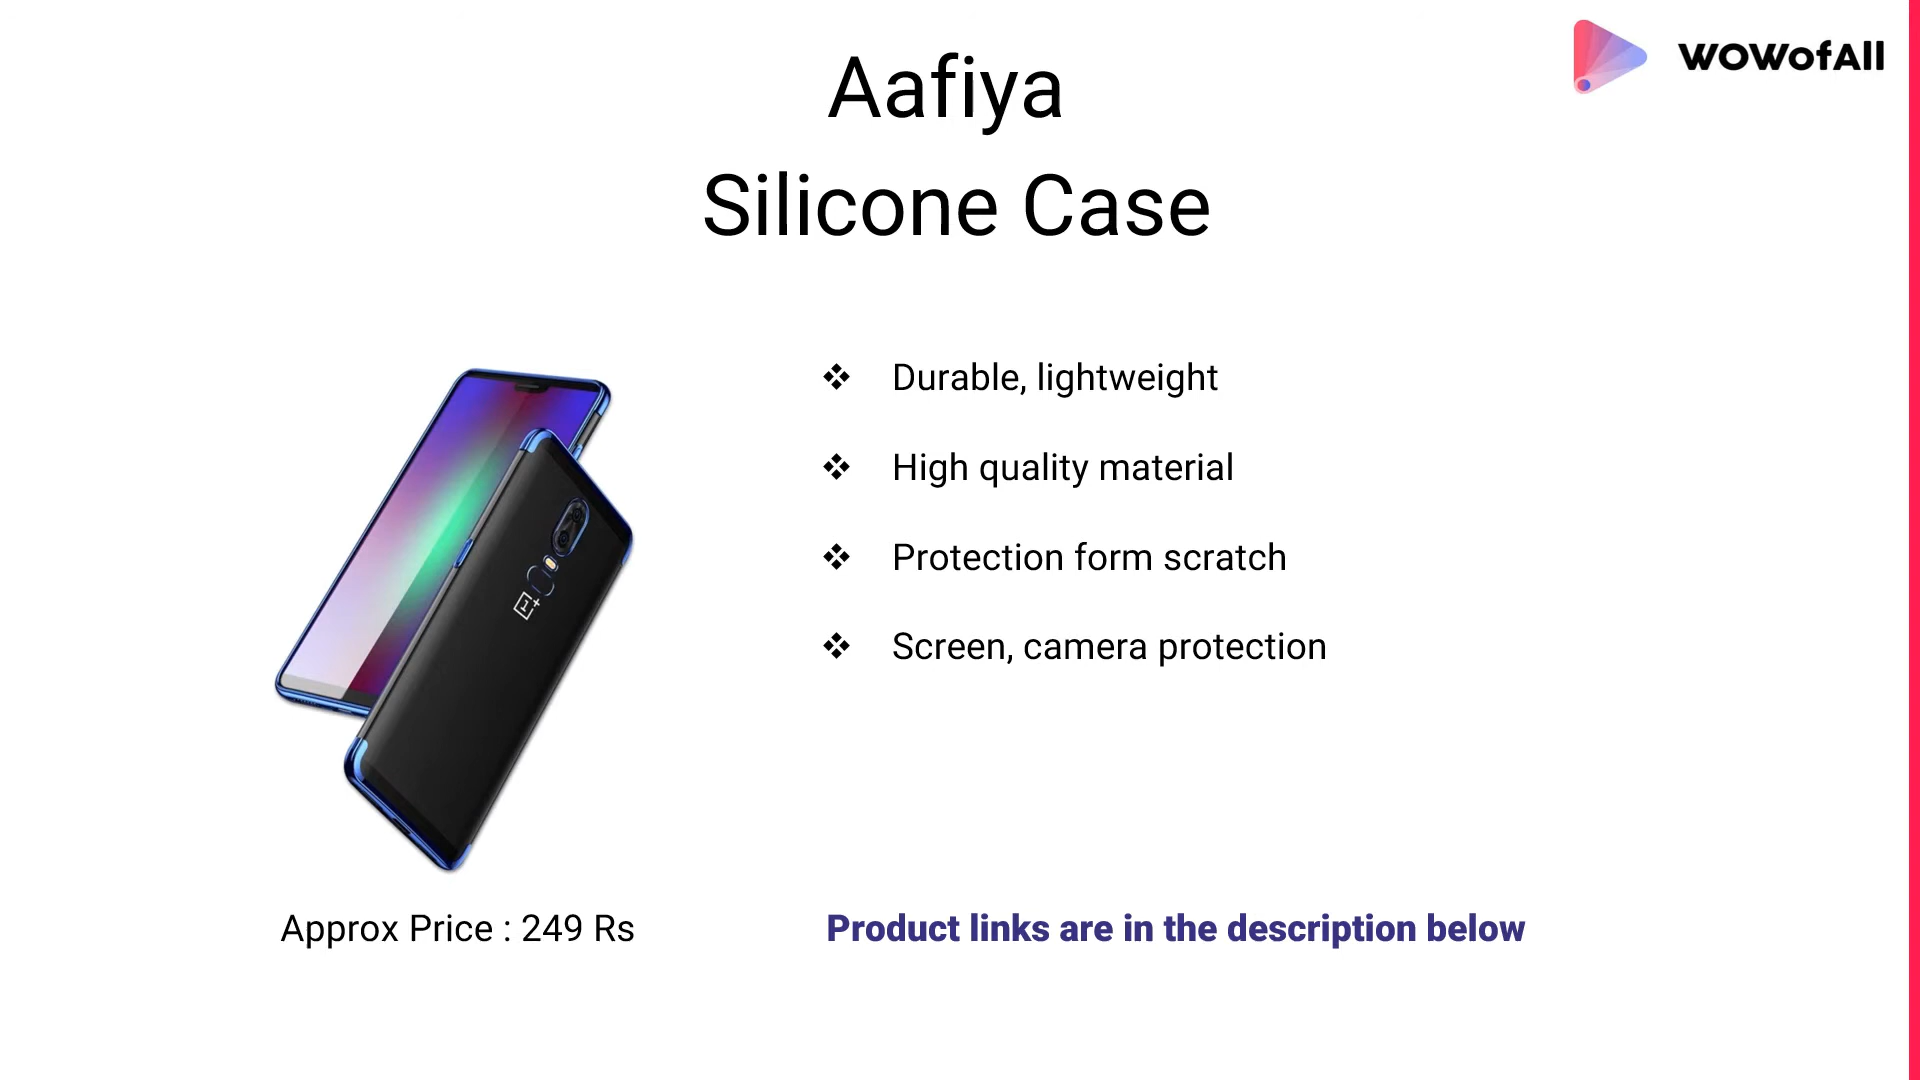 WOWofAll
Aafiya
Silicone Case
❖ Durable, lightweight
❖ High quality material
❖ Protection form scratch
❖ Screen, camera protection
1+
Approx Price : 249 Rs
Product links are in the description below